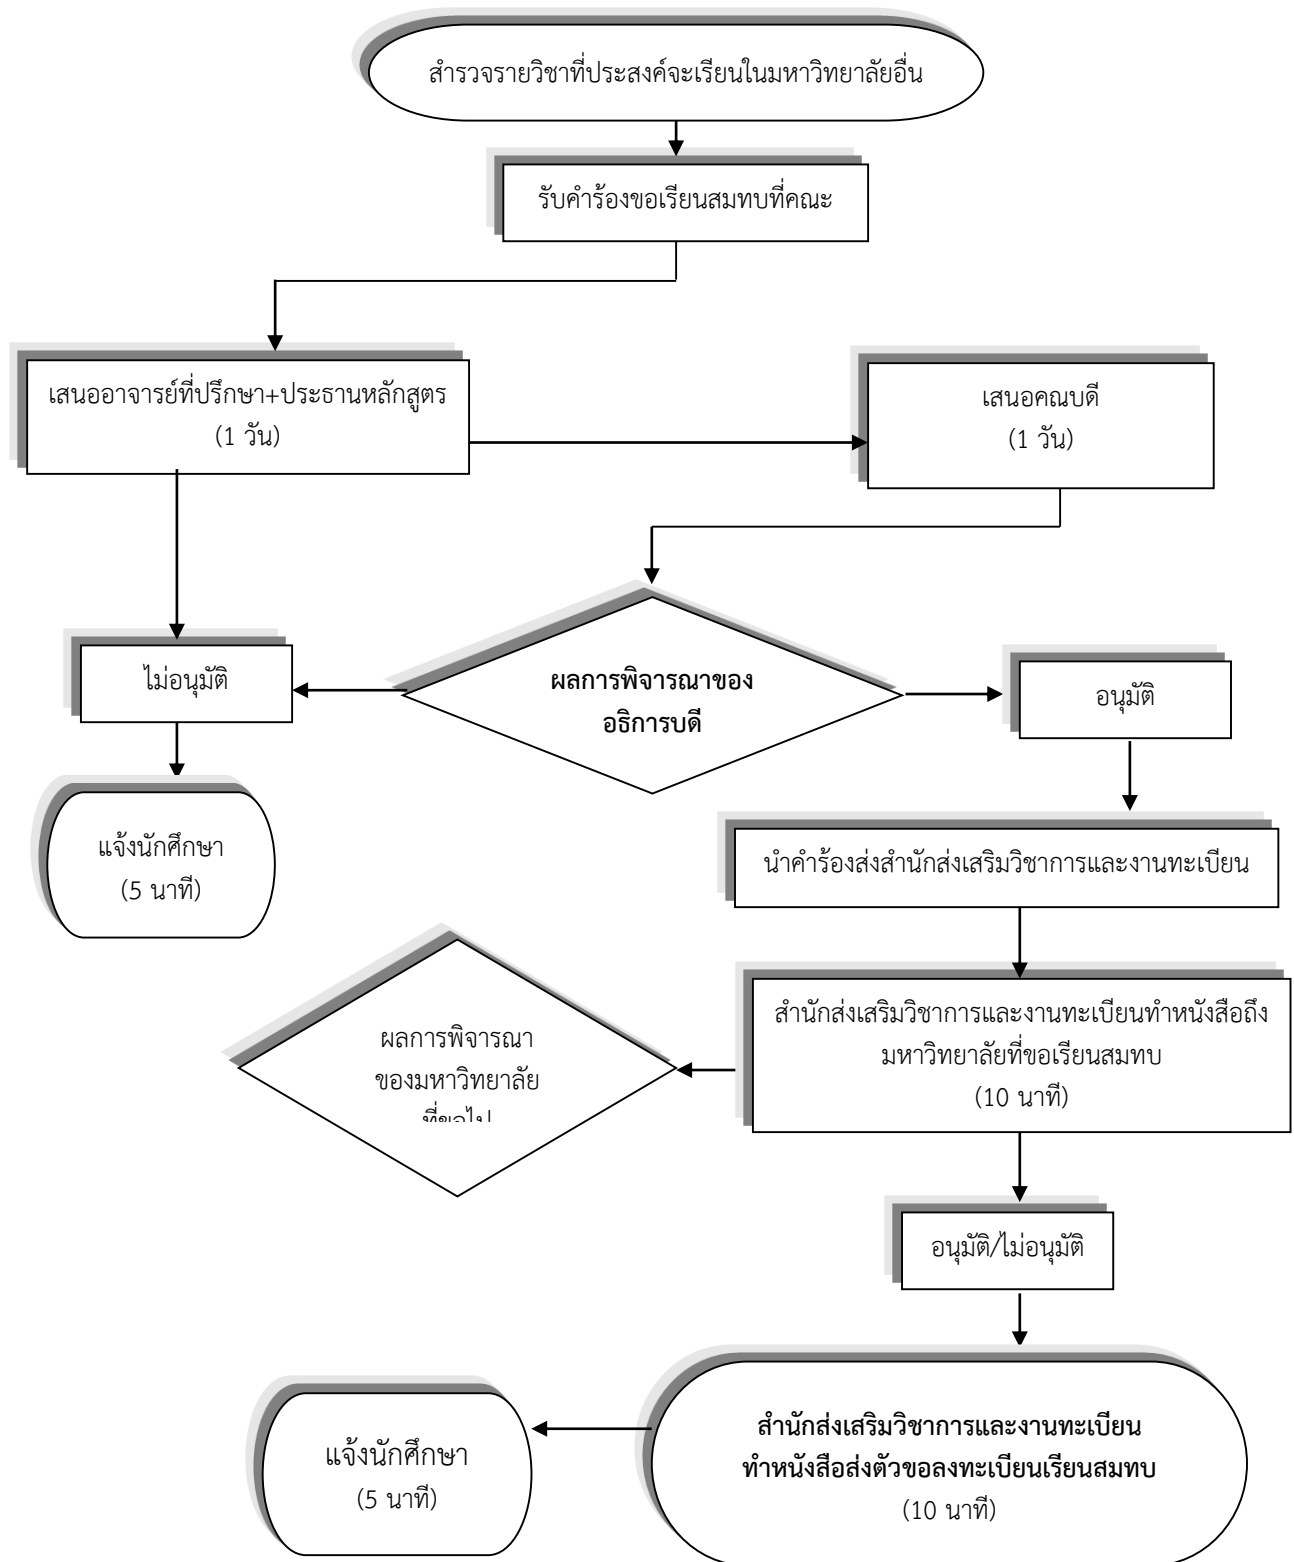 สำรวจรายวิชาที่ประสงค์จะเรียนในมหาวิทยาลัยอื่น
รับคำร้องขอเรียนสมทบที่คณะ
เสนออาจารย์ที่ปรึกษา+ประธานหลักสูตร
(1 วัน)
เสนอคณบดี
(1 วัน)
ผลการพิจารณาของ
อธิการบดี
ไม่อนุมัติ
อนุมัติ
แจ้งนักศึกษา
(5 นาที)
นำคำร้องส่งสำนักส่งเสริมวิชาการและงานทะเบียน
สำนักส่งเสริมวิชาการและงานทะเบียนทำหนังสือถึง
มหาวิทยาลัยที่ขอเรียนสมทบ
(10 นาที)
ผลการพิจารณา
ของมหาวิทยาลัย
ที่ขอไป
อนุมัติ/ไม่อนุมัติ
สำนักส่งเสริมวิชาการและงานทะเบียน
ทำหนังสือส่งตัวขอลงทะเบียนเรียนสมทบ
(10 นาที)
แจ้งนักศึกษา
(5 นาที)